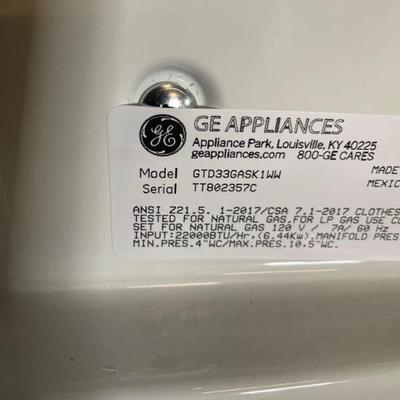 GE
GE APPLIANCES
Appliance Park, Louisville, KY 40225
geappliances.com 800-GE CARES
Model GTD33GASK1WW MADE
Serial TT802357C MEXIC
ANSI Z21.5. 1-2017/CSA 7.1-2017 CLOTHES
TESTED FOR NATURAL GAS.FOR LP GAS USE CO
SET FOR NATURAL GAS 120 V / 7A/ 60 Hz
INPUT:22000BTU/Hr.(6.44Kw).MANIFOLD PRES
MIN.PRES.4"WC/MAX.PRES 10.5"WC.